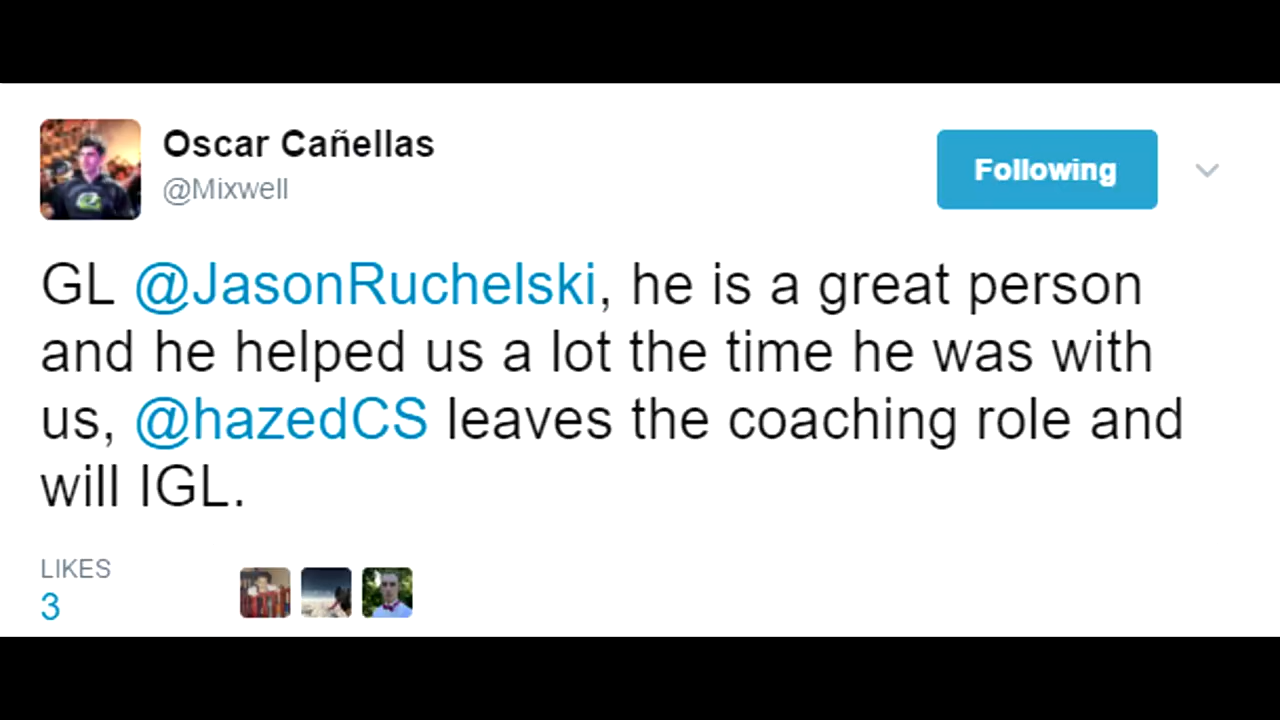 Oscar Cañellas
@Mixwell
Following
GL @JasonRuchelski, he is a great person
and he helped us a lot the time he was with
us, @hazedCS leaves the coaching role and
will IGL.
LIKES
3